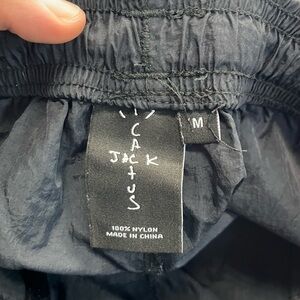 CACTUS
JACK
M
100% NYLON
MADE IN CHINA